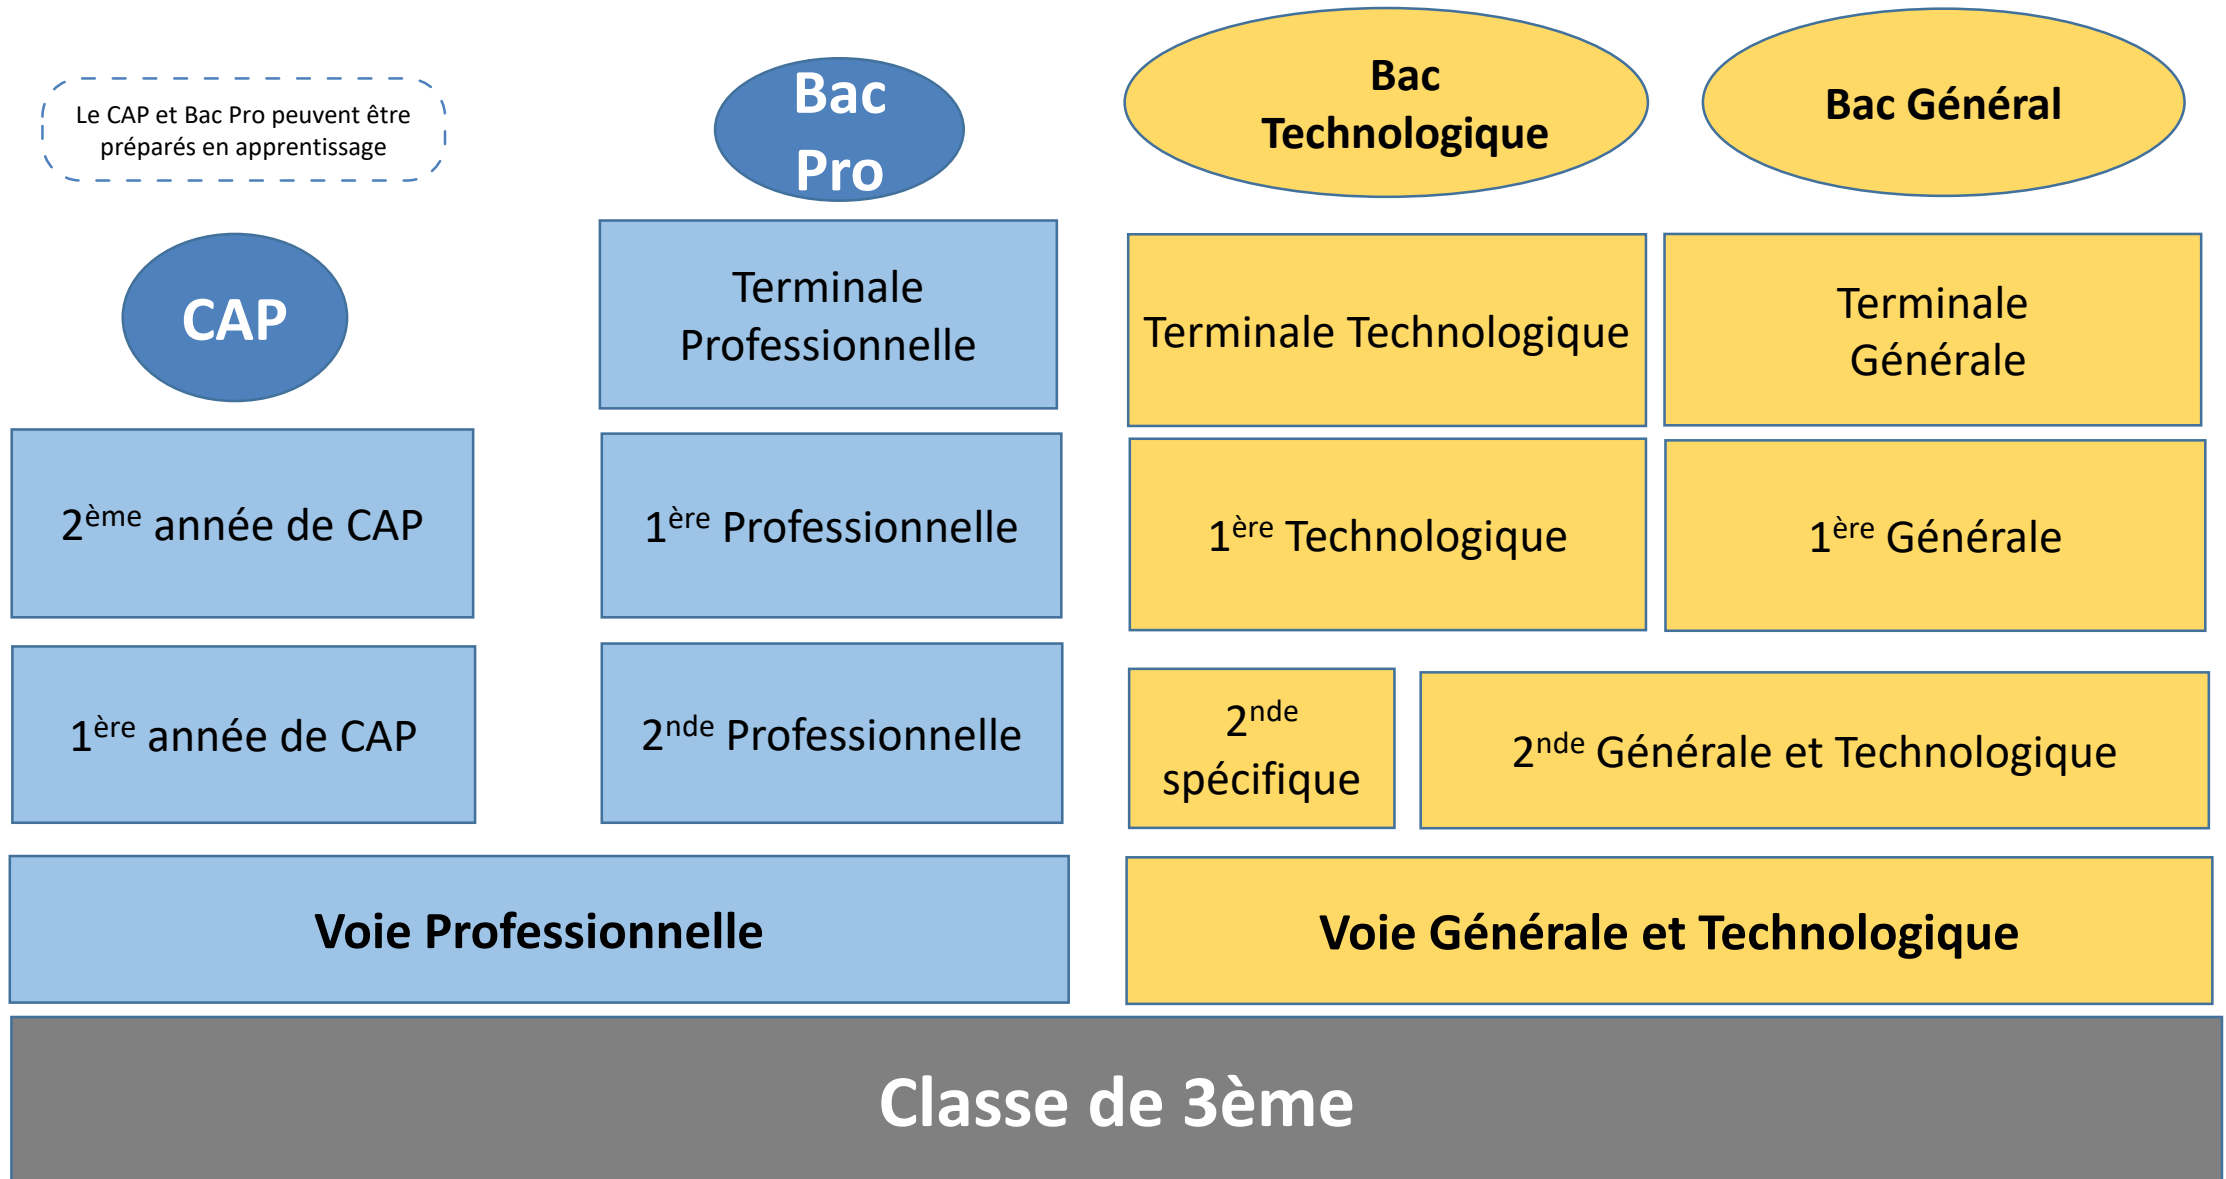 Le CAP et Bac Pro peuvent être
préparés en apprentissage
Bac
Pro
Bac
Technologique
Bac Général
CAP
Terminale
Professionnelle
Terminale Technologique
Terminale
Générale
2ème année de CAP
1ère Professionnelle
1ère Technologique
1ère Générale
1ère année de CAP
2nde Professionnelle
2nde
spécifique
2nde Générale et Technologique
Voie Professionnelle
Voie Générale et Technologique
Classe de 3ème